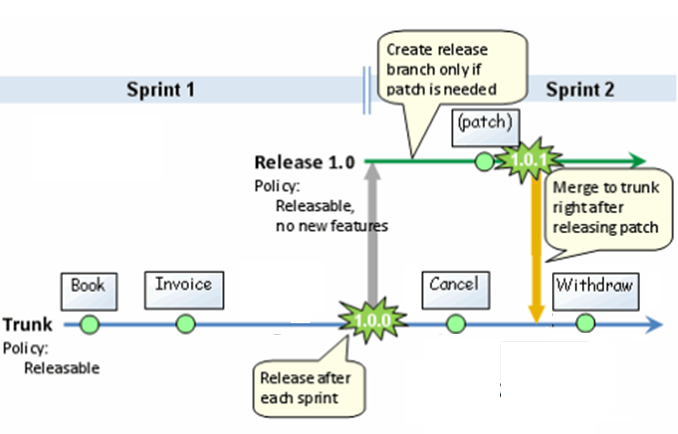 Create release
branch only if
patch is needed
Sprint 1
Sprint 2
(patch)
Release 1.0
1.0.1
Policy:
Releasable,
no new features
Merge to trunk
right after
releasing patch
Book
Invoice
Cancel
Withdraw
Trunk
1.0.0
Policy:
Releasable
Release after
each sprint